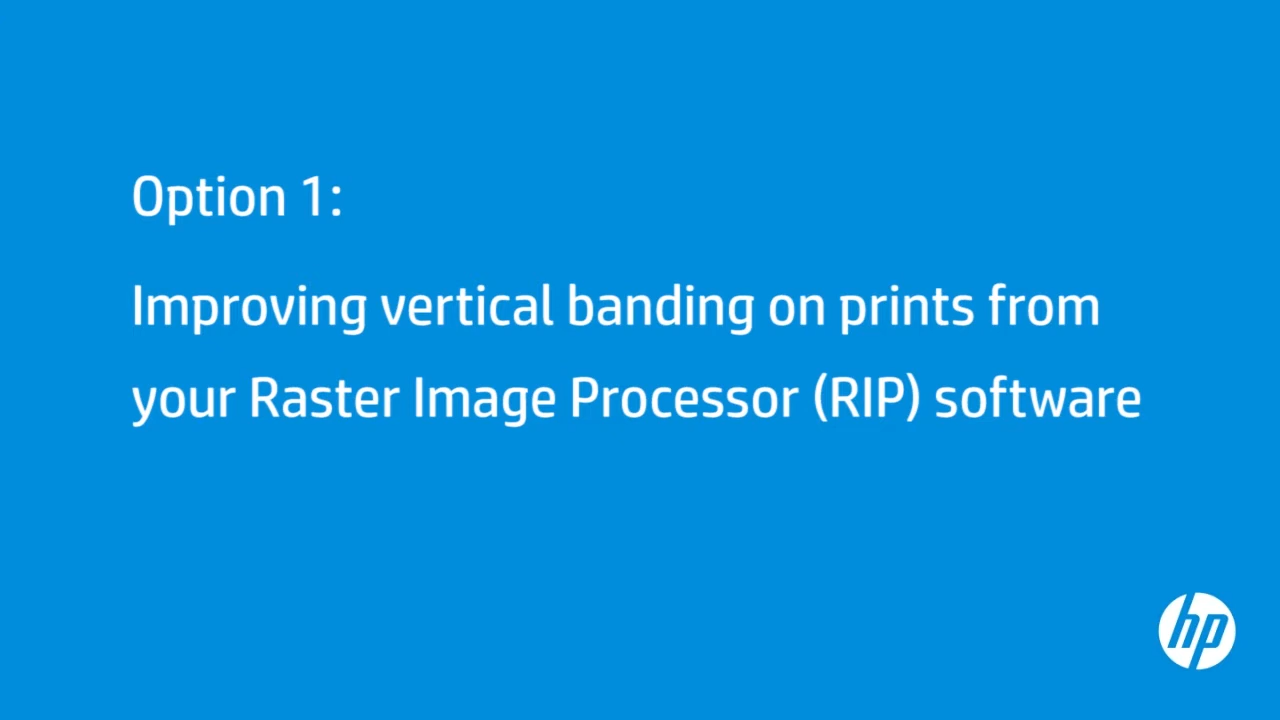 Option 1:
Improving vertical banding on prints from
your Raster Image Processor (RIP) software
hp